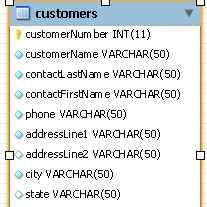 customers
customerNumber INT(11)
customerName VARCHAR(50)
contactLastName VARCHAR(50)
contactFirstName VARCHAR(50)
phone VARCHAR(50)
addressLine1 VARCHAR(50)
addressLine2 VARCHAR(50)
city VARCHAR(50)
state VARCHAR(50)